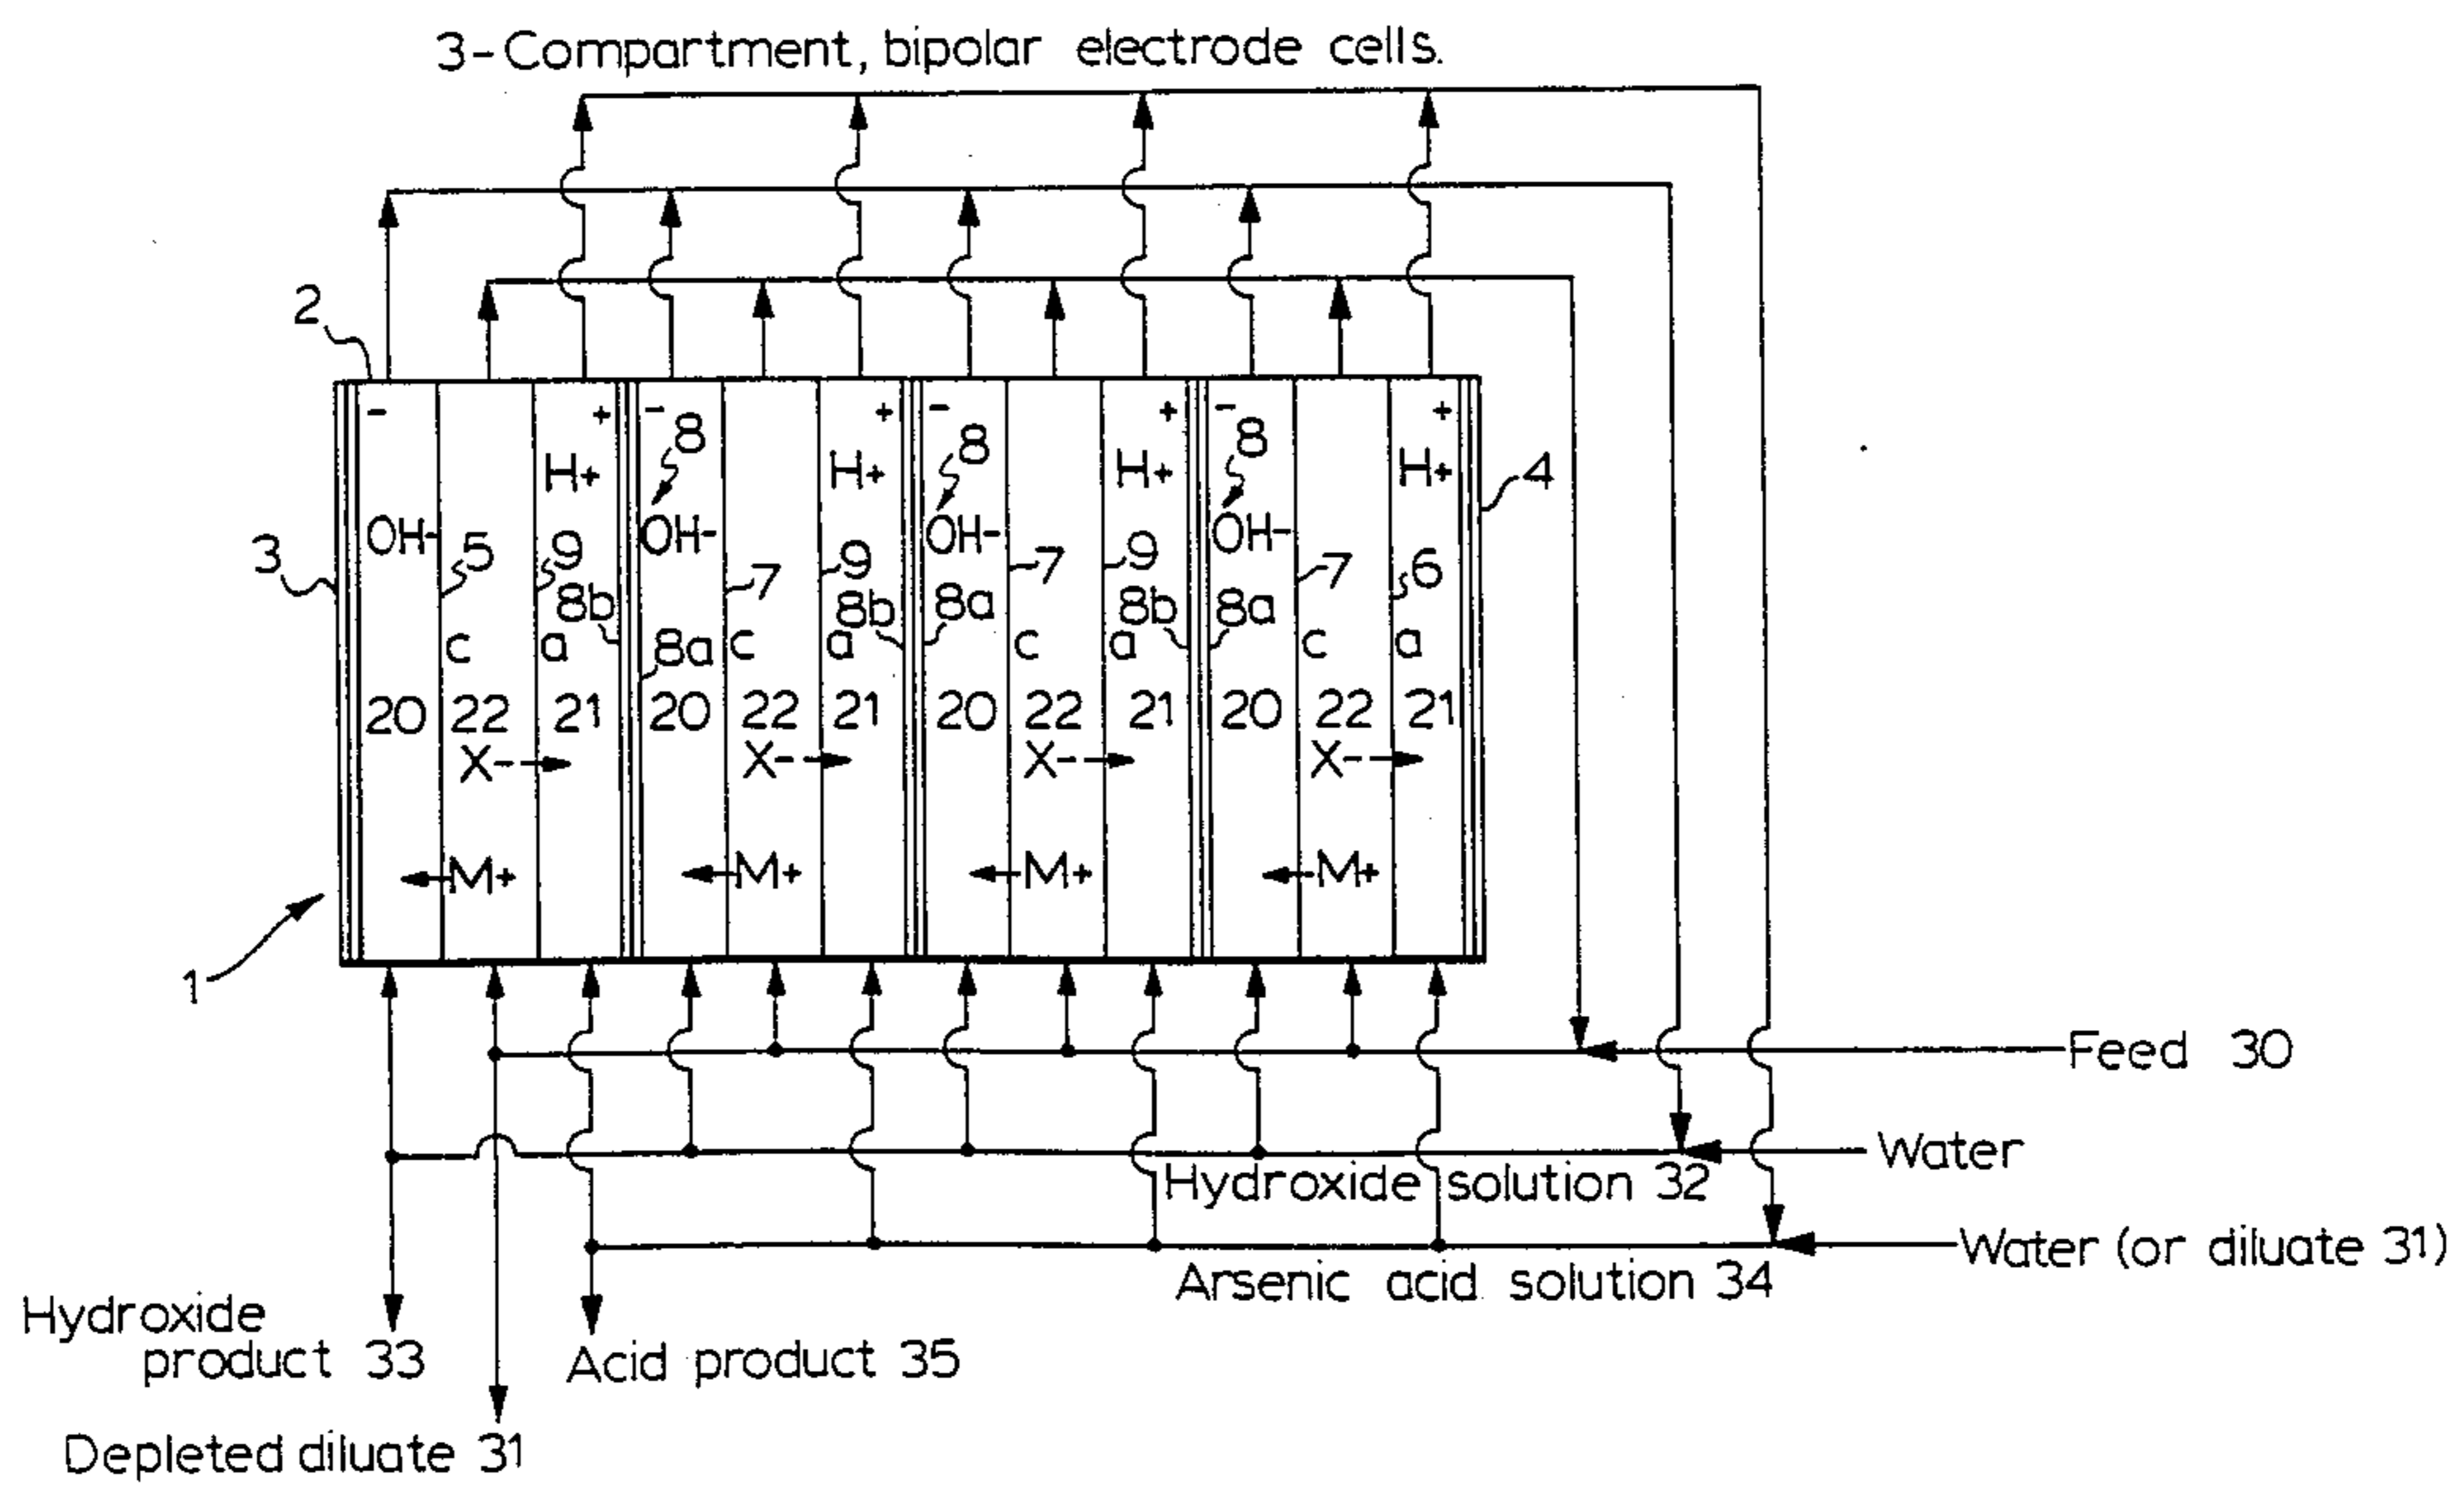 3-Compartment, bipolar electrode cells.
2
- + - + - + - +
8 8 8
H+ H+ H+ H+
4
OH- OH- OH- OH-
3 5 9 7 9 7 9 7 6
8b 8b 8a 8b 8a
c a 8a c a c a c a
20 22 21 20 22 21 20 22 21 20 22 21
X- X- X- X-
M+ M+ M+ M+
1
Feed 30
Water
Hydroxide solution 32
Water (or diluate 31)
Arsenic acid solution 34
Hydroxide
product 33
Acid product 35
Depleted diluate 31